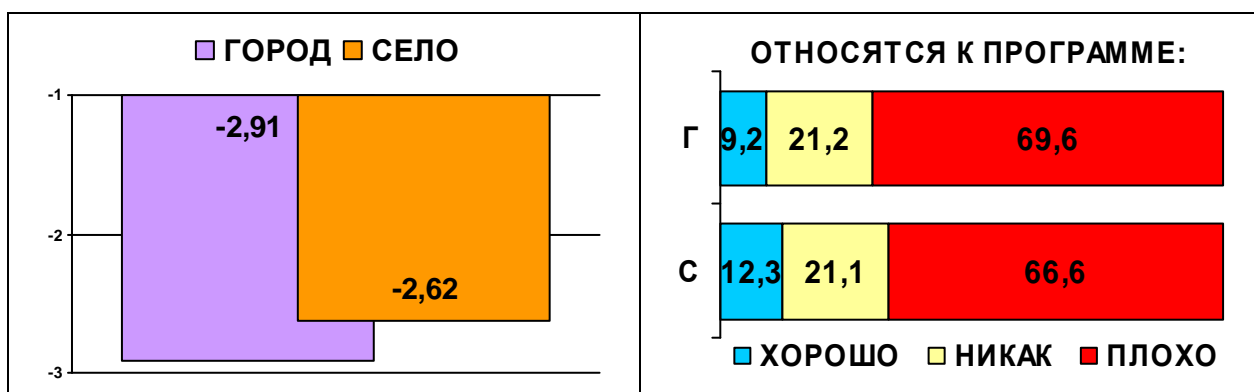 ГОРОД СЕЛО
-1
-2,91
-2
-2,62
-3
ОТНОСЯТСЯ К ПРОГРАММЕ:
Г 9,2 21,2 69,6
С 12,3 21,1 66,6
ХОРОШО НИКАК ПЛОХО